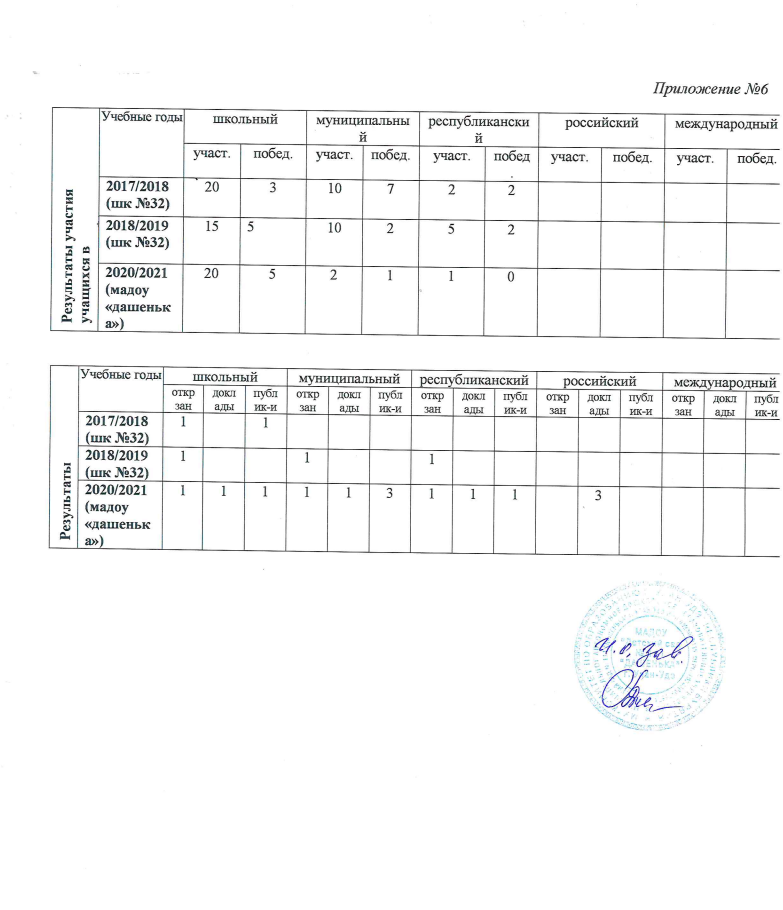 Приложение №6
Результаты участия учащихся в
Учебные годы школьный муниципальный республиканский российский международный
участ. побед. участ. побед. участ. побед участ. побед. участ. побед.
2017/2018 (шк №32) 20 3 10 7 2 2
2018/2019 (шк №32) 15 5 10 2 5 2
2020/2021 (мадоу «дашенька») 20 5 2 1 1 0
Результаты
Учебные годы школьный муниципальный республиканский российский международный
откр зан докл ады публ ик-и откр зан докл ады публ ик-и откр зан докл ады публ ик-и откр зан докл ады публ ик-и откр зан докл ады публ ик-и
2017/2018 (шк №32) 1 1
2018/2019 (шк №32) 1 1 1
2020/2021 (мадоу «дашенька») 1 1 1 1 1 3 1 1 1 3
МАДОУ
И.о. зав.